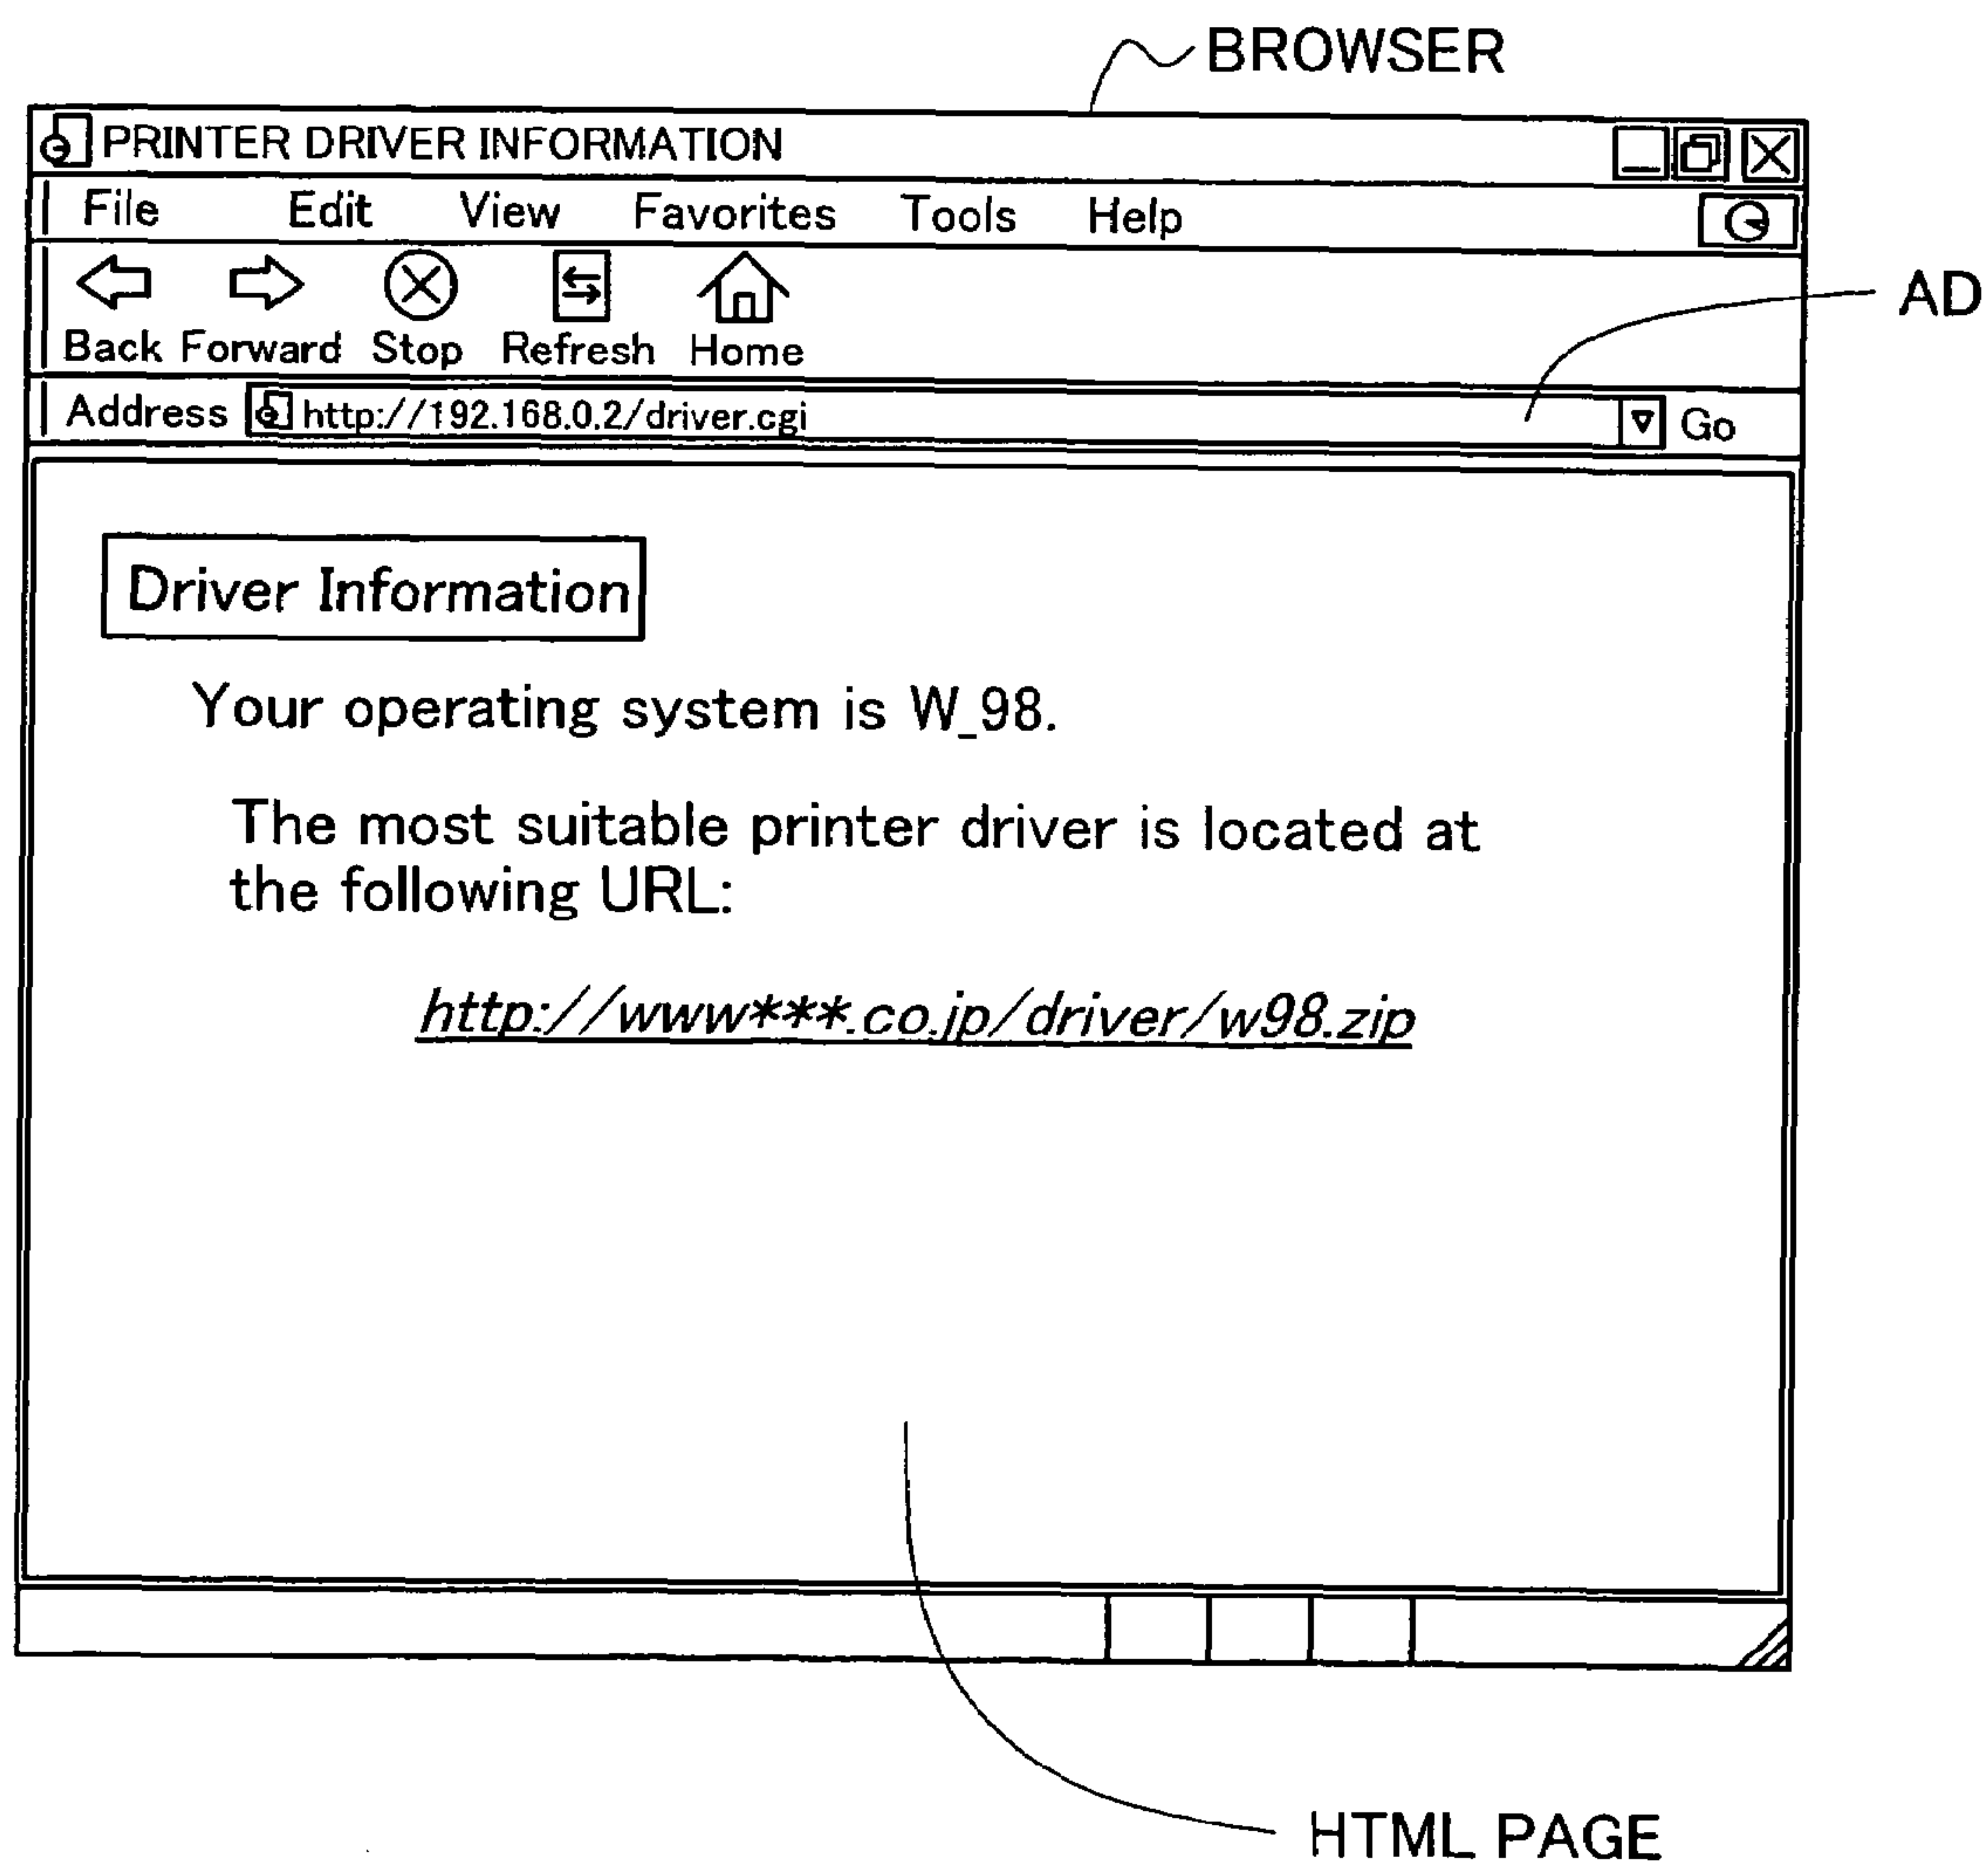 BROWSER
PRINTER DRIVER INFORMATION
File Edit View Favorites Tools Help
AD
Back Forward Stop Refresh Home
Address http://192.168.0.2/driver.cgi Go
Driver Information
Your operating system is W_98.
The most suitable printer driver is located at
the following URL:
http://www***.co.jp/driver/w98.zip
HTML PAGE